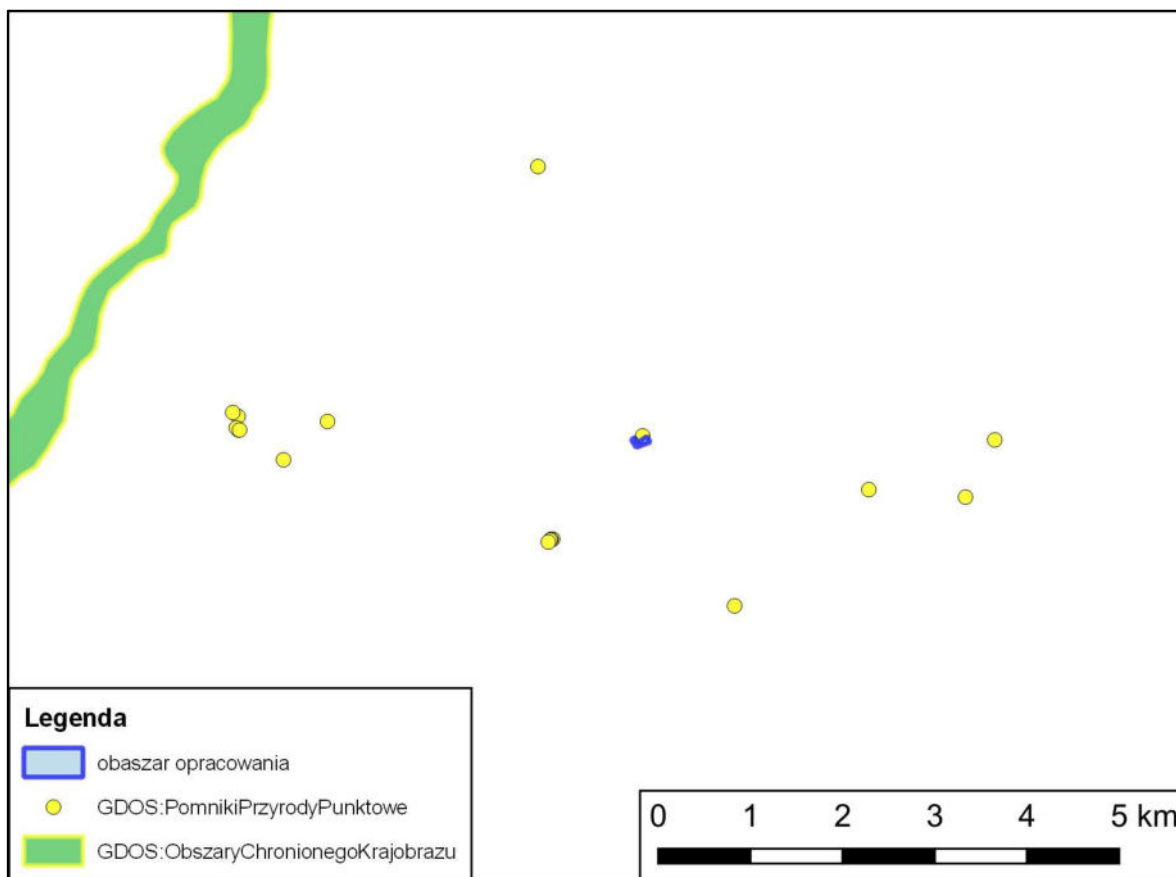 Legenda
obaszar opracowania
GDOS:PomnikiPrzyrodyPunktowe
GDOS:ObszaryChronionegoKrajobrazu
0 1 2 3 4 5 km